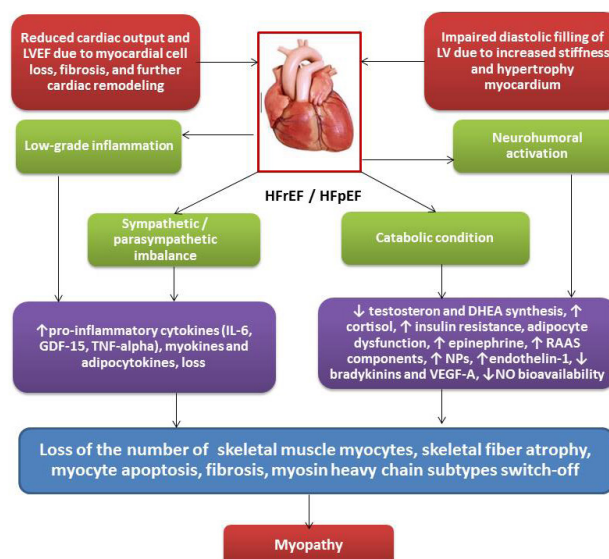 Reduced cardiac output and
LVEF due to myocardial cell
loss, fibrosis, and further
cardiac remodeling
Impaired diastolic filling of
LV due to increased stiffness
and hypertrophy
myocardium
Low-grade inflammation
Neurohumoral
activation
HFrEF / HFpEF
Sympathetic /
parasympathetic
imbalance
Catabolic condition
↑pro-inflammatory cytokines (IL-6,
GDF-15, TNF-alpha), myokines and
adipocytokines, loss
↓ testosteron and DHEA synthesis, ↑
cortisol, ↑ insulin resistance, adipocyte
dysfunction, ↑ epinephrine, ↑ RAAS
components, ↑ NPs, ↑endothelin-1, ↓
bradykinins and VEGF-A, ↓NO bioavailability
Loss of the number of skeletal muscle myocytes, skeletal fiber atrophy,
myocyte apoptosis, fibrosis, myosin heavy chain subtypes switch-off
Myopathy